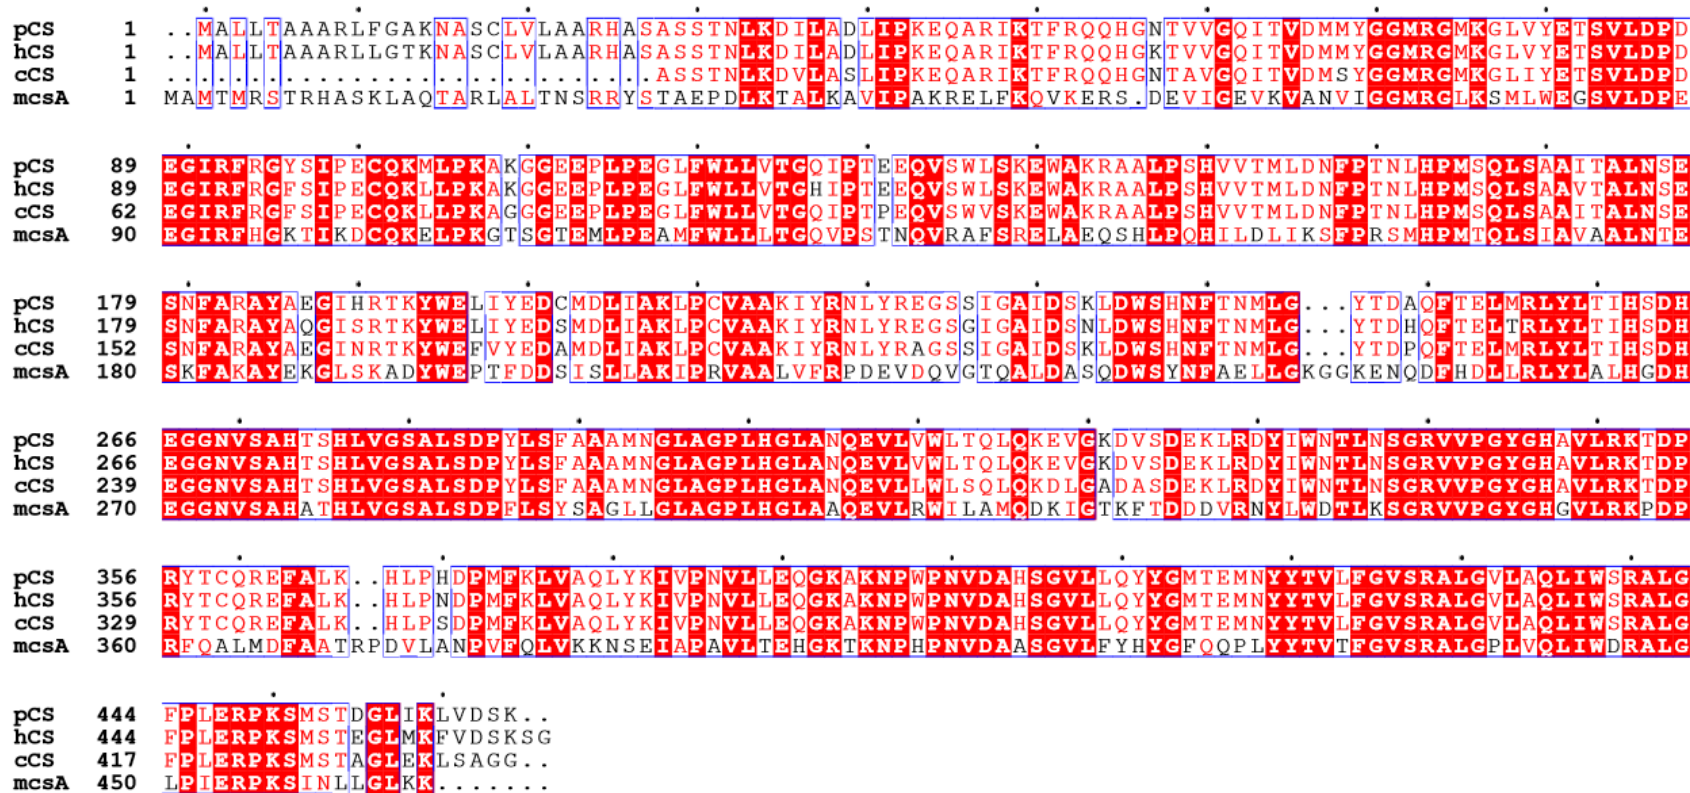 pCS 1 ..MALLTAAARLFGAKNASCLVLAARHASASSTNLKDILADLIPKEQARIKTFRQQHGNTVVGQITVDMMYGGMRGMKGLVYETSVLDPD
hCS 1 ..MALLTAAARLLGTKNASCLVLAARHASASSTNLKDILADLIPKEQARIKTFRQQHGKTVVGQITVDMMYGGMRGMKGLVYETSVLDPD
cCS 1 .............................ASSTNLKDVLASLIPKEQARIKTFRQQHGNTAVGQITVDMSYGGMRGMKGLIYETSVLDPD
mcsA 1 MAMTMRSTRHASKLAQTARLALTNSRRYSTAEPDLKTALKAVIPAKRELFKQVKERS.DEVIGEVKVANVIGGMRGLKSMLWEGSVLDPE
pCS 89 EGIRFRGYSIPECQKMLPKAKGGEEPLPEGLFWLLVTGQIPTEEQVSWLSKEWAKRAALPSHVVTMLDNFPTNLHPMSQLSAAITALNSE
hCS 89 EGIRFRGFSIPECQKLLPKAKGGEEPLPEGLFWLLVTGHIPTEEQVSWLSKEWAKRAALPSHVVTMLDNFPTNLHPMSQLSAAVTALNSE
cCS 62 EGIRFRGFSIPECQKLLPKAGGGEEPLPEGLFWLLVTGQIPTPEQVSWVSKEWAKRAALPSHVVTMLDNFPTNLHPMSQLSAAITALNSE
mcsA 90 EGIRFHGKTIKDCQKELPKGTSGTEMLPEAMFWLLLTGQVPSTNQVRAFSRELAEQSHLPQHILDLIKSFPRSMHPMTQLSIAVAALNTE
pCS 179 SNFARAYAEGIHRTKYWELIYEDCMDLIAKLPCVAAKIYRNLYREGSSIGAIDSKLDWSHNFTNMLG...YTDAQFTELMRLYLTIHSDH
hCS 179 SNFARAYAQGISRTKYWELIYEDSMDLIAKLPCVAAKIYRNLYREGSGIGAIDSNLDWSHNFTNMLG...YTDHQFTELTRLYLTIHSDH
cCS 152 SNFARAYAEGINRTKYWEFVYEDAMDLIAKLPCVAAKIYRNLYRAGSSIGAIDSKLDWSHNFTNMLG...YTDPQFTELMRLYLTIHSDH
mcsA 180 SKFAKAYEKGLSKADYWEPTFDDSISLLAKIPRVAALVFRPDEVDQVGTQALDASQDWSYNFAELLGKGGKENQDFHDLLRLYLALHGDH
pCS 266 EGGNVSAHTSHLVGSALSDPYLSFAAAMNGLAGPLHGLANQEVLVWLTQLQKEVGKDVSDEKLRDYIWNTLNSGRVVPGYGHAVLRKTDP
hCS 266 EGGNVSAHTSHLVGSALSDPYLSFAAAMNGLAGPLHGLANQEVLVWLTQLQKEVGKDVSDEKLRDYIWNTLNSGRVVPGYGHAVLRKTDP
cCS 239 EGGNVSAHTSHLVGSALSDPYLSFAAAMNGLAGPLHGLANQEVLLWLSQLQKDLGADASDEKLRDYIWNTLNSGRVVPGYGHAVLRKTDP
mcsA 270 EGGNVSAHATHLVGSALSDPFLSYSAGLLGLAGPLHGLAAQEVLRWILAMQDKIGTKFTDDDVRNYLWDTLKSGRVVPGYGHGVLRKPDP
pCS 356 RYTCQREFALK..HLPHDPMFKLVAQLYKIVPNVLLEQGKAKNPWPNVDAHSGVLLQYYGMTEMNYYTVLFGVSRALGVLAQLIWSRALG
hCS 356 RYTCQREFALK..HLPNDPMFKLVAQLYKIVPNVLLEQGKAKNPWPNVDAHSGVLLQYYGMTEMNYYTVLFGVSRALGVLAQLIWSRALG
cCS 329 RYTCQREFALK..HLPSDPMFKLVAQLYKIVPNVLLEQGKAKNPWPNVDAHSGVLLQYYGMTEMNYYTVLFGVSRALGVLAQLIWSRALG
mcsA 360 RFQALMDFAATRPDVLANPVFQLVKKNSEIAPAVLTEHGKTKNPHPNVDAASGVLFYHYGFQQPLYYTVTFGVSRALGPLVQLIWDRALG
pCS 444 FPLERPKSMSTDGLIKLVDSK..
hCS 444 FPLERPKSMSTEGLMKFVDSKSG
cCS 417 FPLERPKSMSTAGLEKLSAGG..
mcsA 450 LPIERPKSINLLGLKK.......